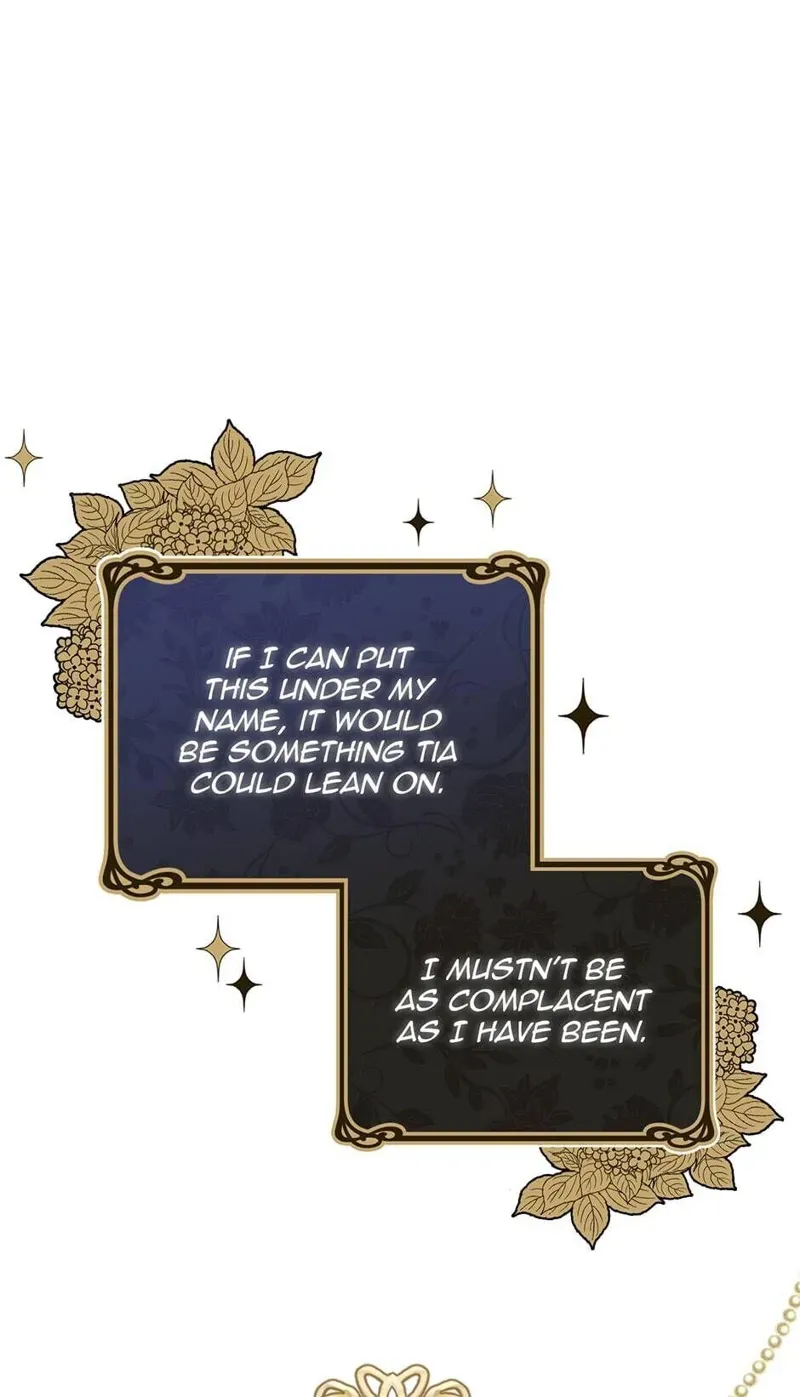 IF I CAN PUT
THIS UNDER MY
NAME, IT WOULD
BE SOMETHING TIA
COULD LEAN ON.
I MUSTN'T BE
AS COMPLACENT
AS I HAVE BEEN.